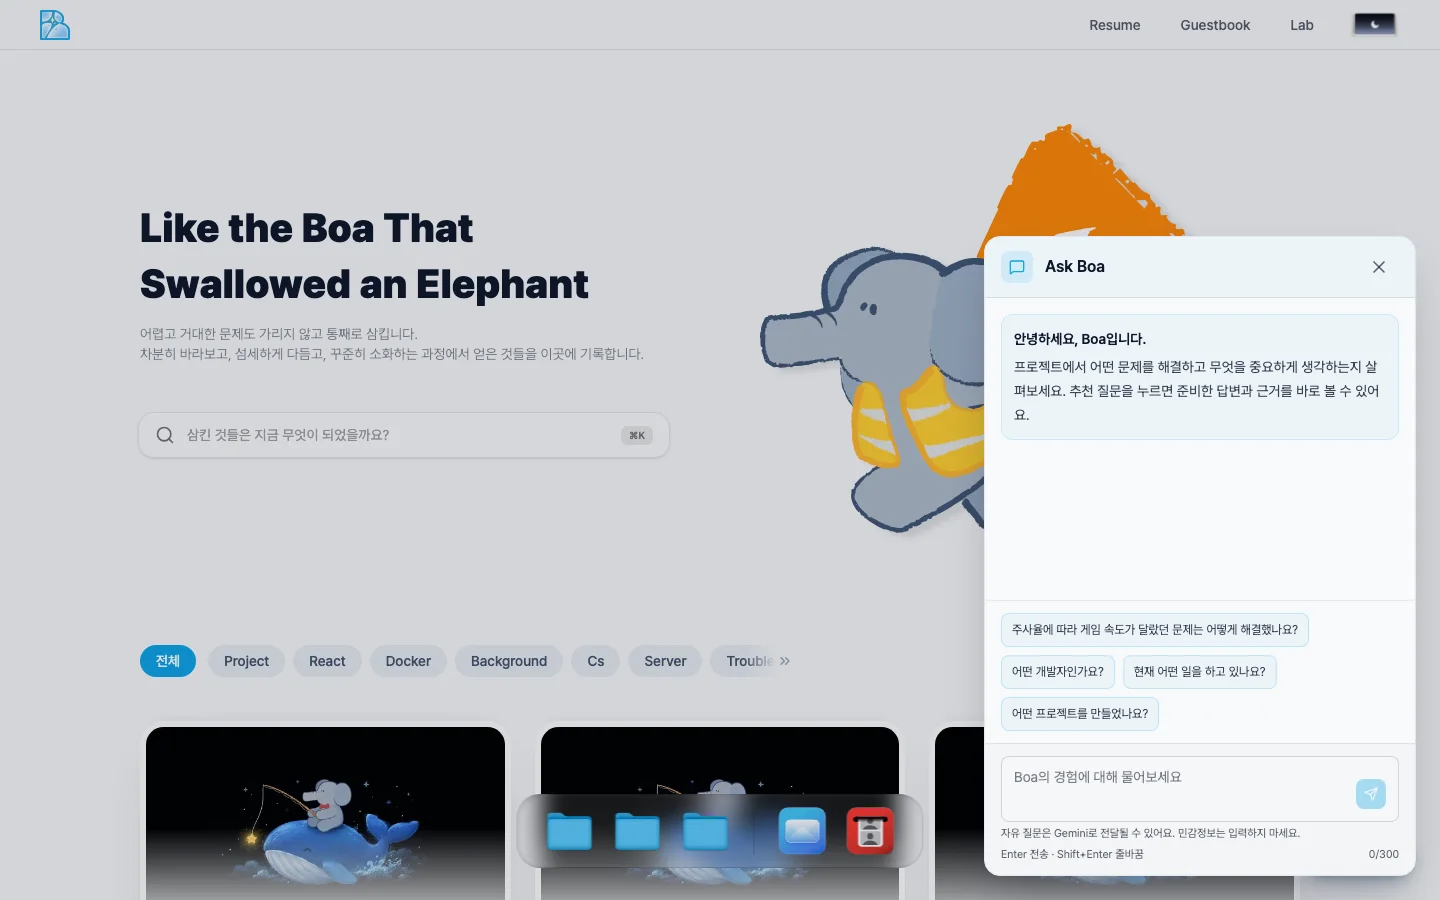 Resume
Guestbook
Lab
Like the Boa That
Swallowed an Elephant
어렵고 거대한 문제도 가리지 않고 통째로 삼킵니다.
차분히 바라보고, 섬세하게 다듬고, 꾸준히 소화하는 과정에서 얻은 것들을 이곳에 기록합니다.
삼킨 것들은 지금 무엇이 되었을까요?
⌘K
전체
Project
React
Docker
Background
Cs
Server
Trouble
Ask Boa
안녕하세요, Boa입니다.
프로젝트에서 어떤 문제를 해결하고 무엇을 중요하게 생각하는지 살
펴보세요. 추천 질문을 누르면 준비한 답변과 근거를 바로 볼 수 있어
요.
주사율에 따라 게임 속도가 달랐던 문제는 어떻게 해결했나요?
어떤 개발자인가요?
현재 어떤 일을 하고 있나요?
어떤 프로젝트를 만들었나요?
Boa의 경험에 대해 물어보세요
자유 질문은 Gemini로 전달될 수 있어요. 민감정보는 입력하지 마세요.
Enter 전송 · Shift+Enter 줄바꿈
0/300